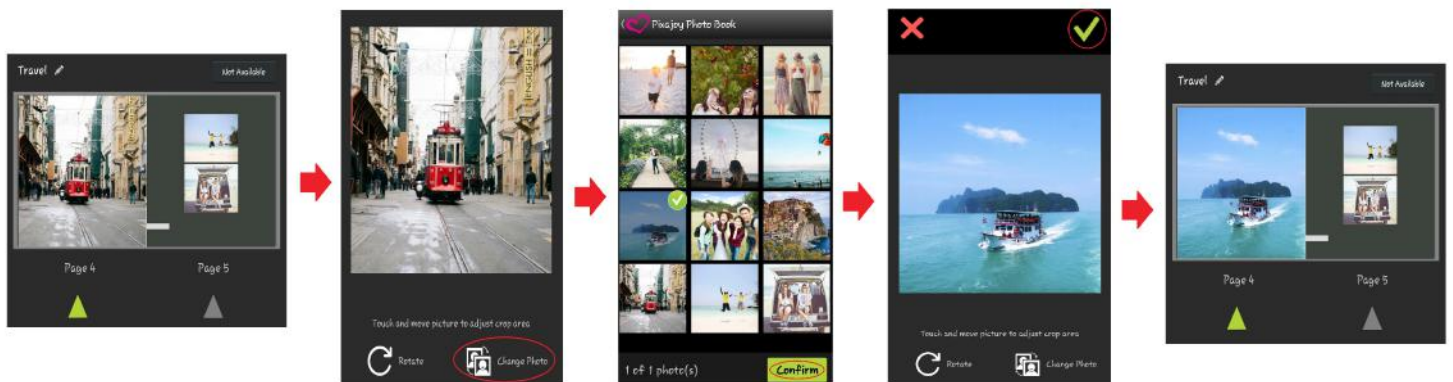 Travel
Not Available
Page 4
Page 5
Touch and move picture to adjust crop area
Rotate
Change Photo
Pixajoy Photo Book
1 of 1 photo(s)
Confirm
Touch and move picture to adjust crop area
Rotate
Change Photo
Travel
Not Available
Page 4
Page 5